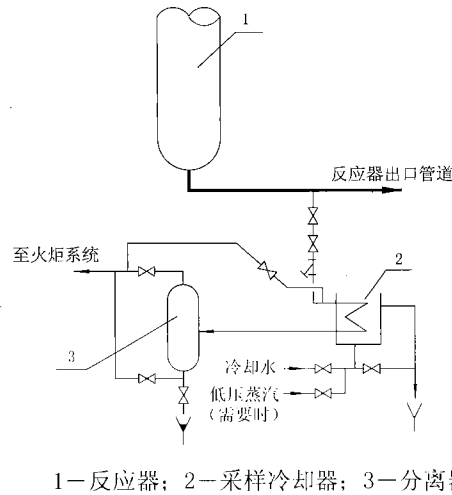 1
反应器出口管道
至火炬系统
2
3
冷却水
低压蒸汽
(需要时)
1—反应器；2—采样冷却器；3—分离器